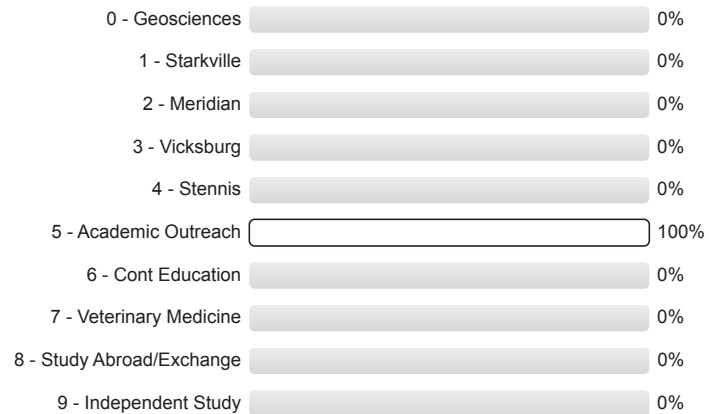 0 - Geosciences 0%
1 - Starkville 0%
2 - Meridian 0%
3 - Vicksburg 0%
4 - Stennis 0%
5 - Academic Outreach 100%
6 - Cont Education 0%
7 - Veterinary Medicine 0%
8 - Study Abroad/Exchange 0%
9 - Independent Study 0%